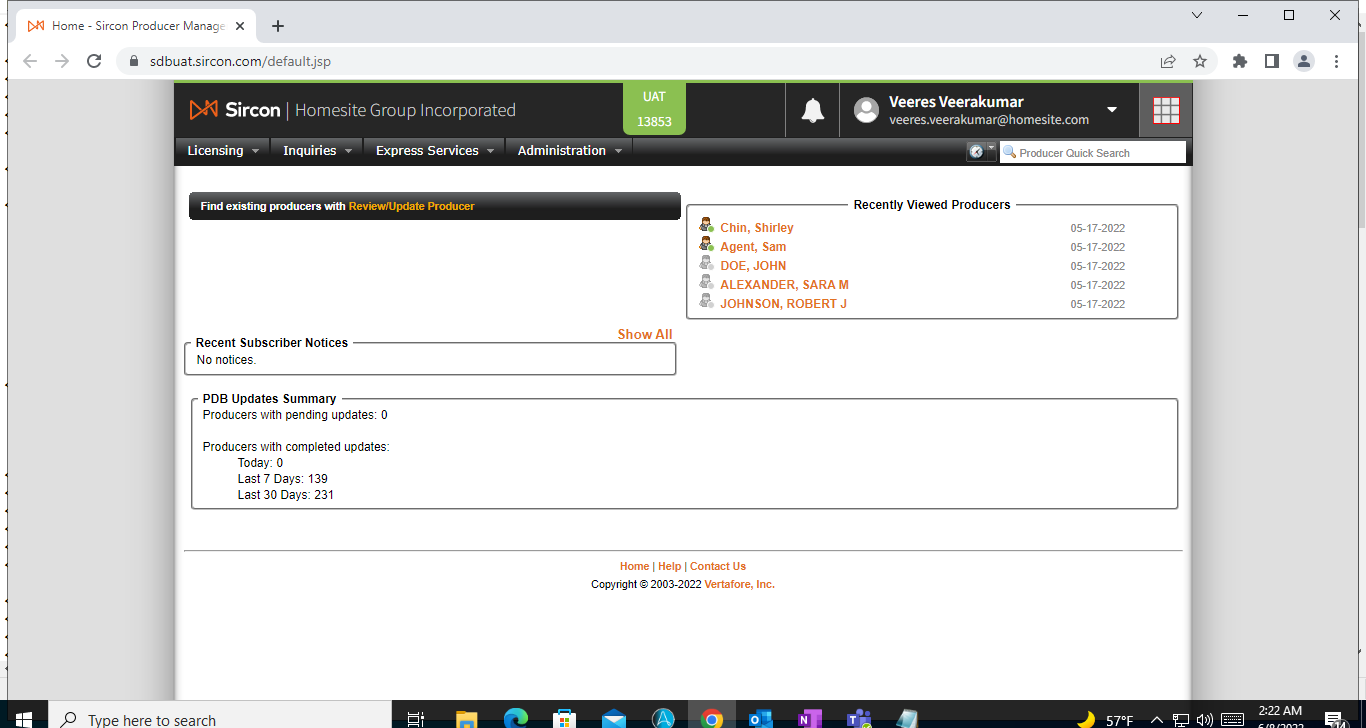 Home - Sircon Producer Manage
sdbuat.sircon.com/default.jsp
Sircon | Homesite Group Incorporated
UAT
13853
Veeres Veerakumar
veeres.veerakumar@homesite.com
Licensing Inquiries Express Services Administration
Producer Quick Search
Find existing producers with Review/Update Producer
Recently Viewed Producers
Chin, Shirley 05-17-2022
Agent, Sam 05-17-2022
DOE, JOHN 05-17-2022
ALEXANDER, SARA M 05-17-2022
JOHNSON, ROBERT J 05-17-2022
Show All
Recent Subscriber Notices
No notices.
PDB Updates Summary
Producers with pending updates: 0
Producers with completed updates:
Today: 0
Last 7 Days: 139
Last 30 Days: 231
Home | Help | Contact Us
Copyright © 2003-2022 Vertafore, Inc.
Type here to search
57°F
2:22 AM
6/8/2022
14